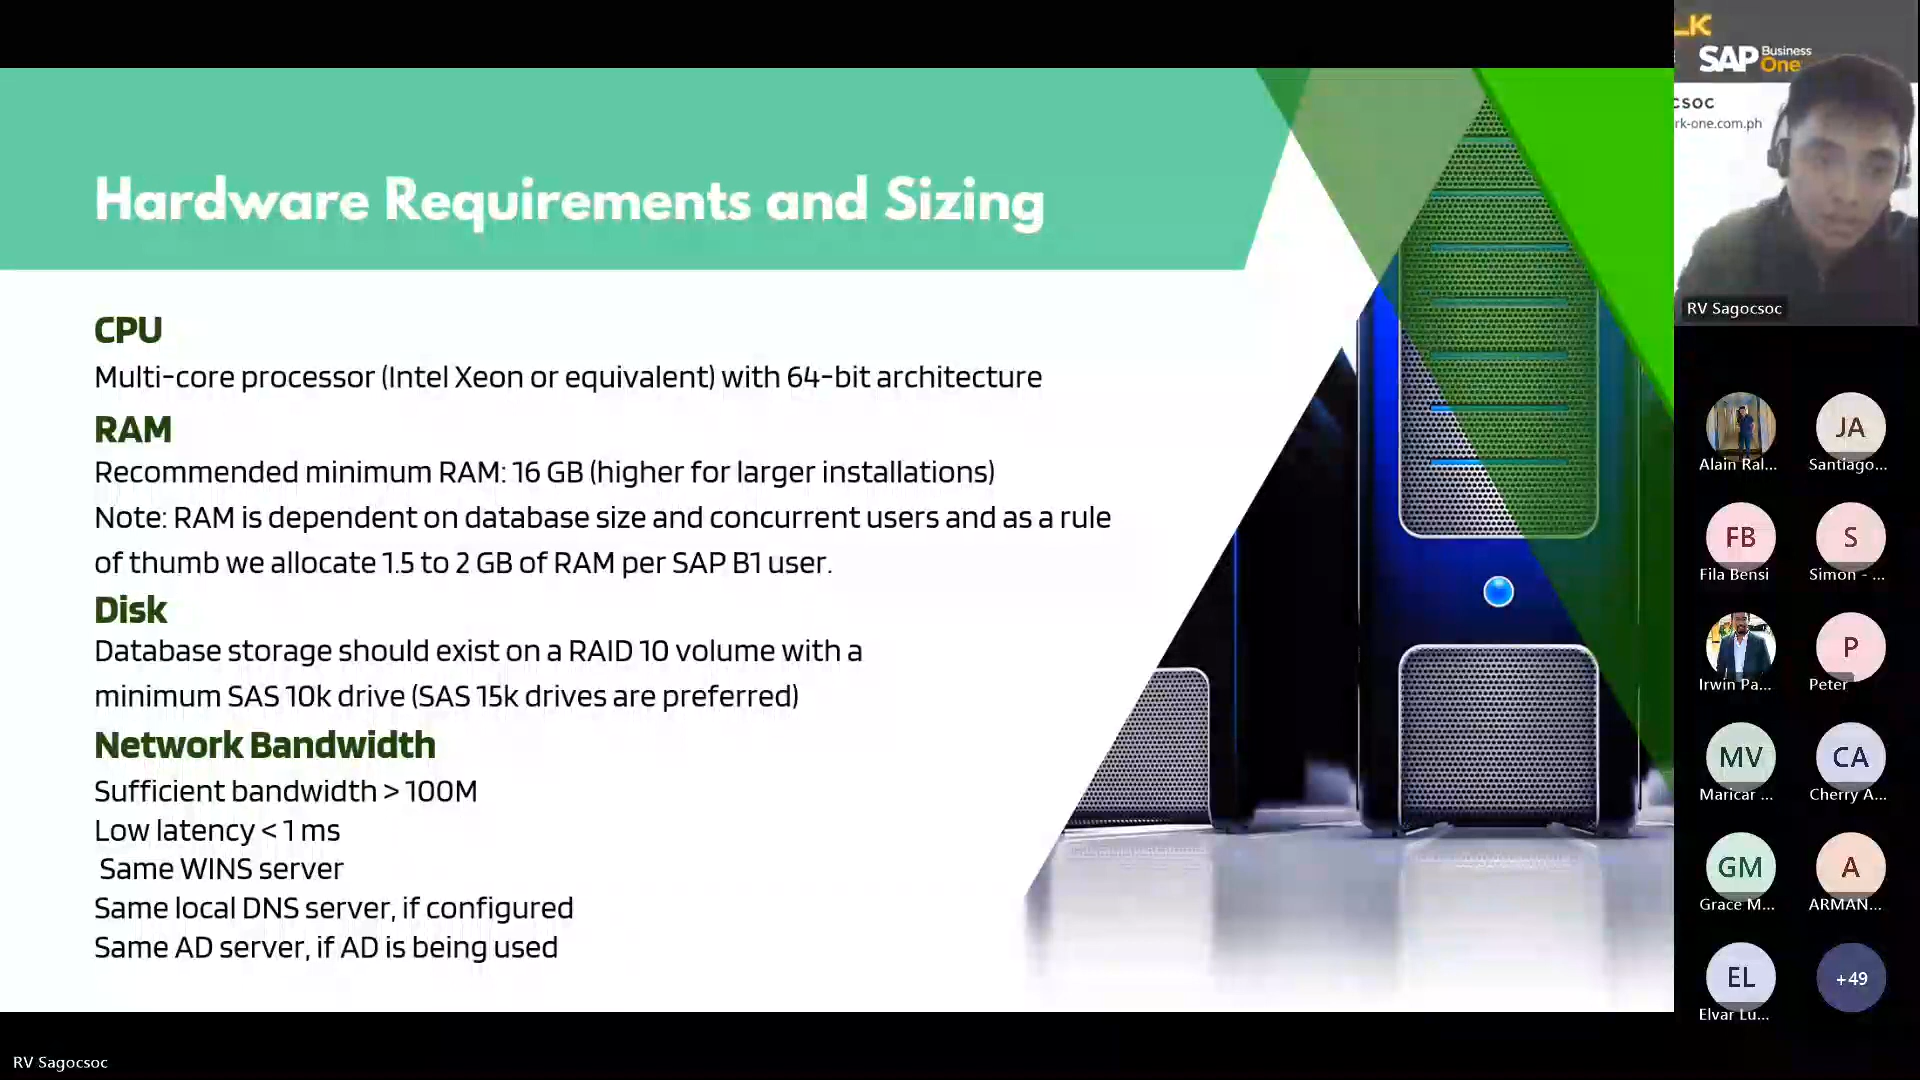 Hardware Requirements and Sizing
CPU
Multi-core processor (Intel Xeon or equivalent) with 64-bit architecture
RAM
Recommended minimum RAM: 16 GB (higher for larger installations)
Note: RAM is dependent on database size and concurrent users and as a rule
of thumb we allocate 1.5 to 2 GB of RAM per SAP B1 user.
Disk
Database storage should exist on a RAID 10 volume with a
minimum SAS 10k drive (SAS 15k drives are preferred)
Network Bandwidth
Sufficient bandwidth > 100M
Low latency < 1 ms
Same WINS server
Same local DNS server, if configured
Same AD server, if AD is being used
RV Sagocsoc
LK
SAP Business
One
csoc
rk-one.com.ph
RV Sagocsoc
JA
Alain Ral... Santiago...
FB S
Fila Bensi Simon - ...
P
Irwin Pa... Peter
MV CA
Maricar ... Cherry A...
GM A
Grace M... ARMAN...
EL +49
Elvar Lu...